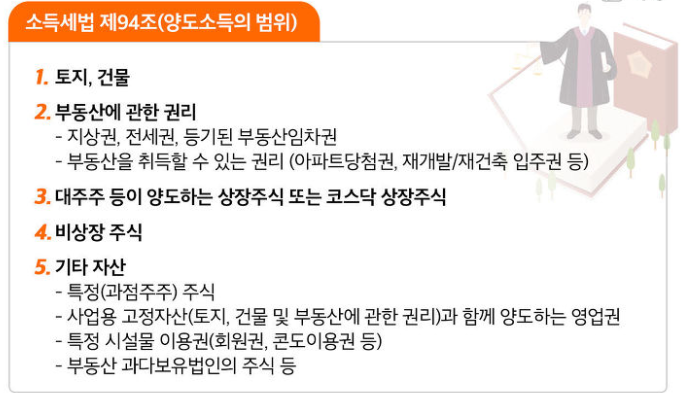 소득세법 제94조(양도소득의 범위)
1. 토지, 건물
2. 부동산에 관한 권리
- 지상권, 전세권, 등기된 부동산임차권
- 부동산을 취득할 수 있는 권리 (아파트당첨권, 재개발/재건축 입주권 등)
3. 대주주 등이 양도하는 상장주식 또는 코스닥 상장주식
4. 비상장 주식
5. 기타 자산
- 특정(과점주주) 주식
- 사업용 고정자산(토지, 건물 및 부동산에 관한 권리)과 함께 양도하는 영업권
- 특정 시설물 이용권(회원권, 콘도이용권 등)
- 부동산 과다보유법인의 주식 등